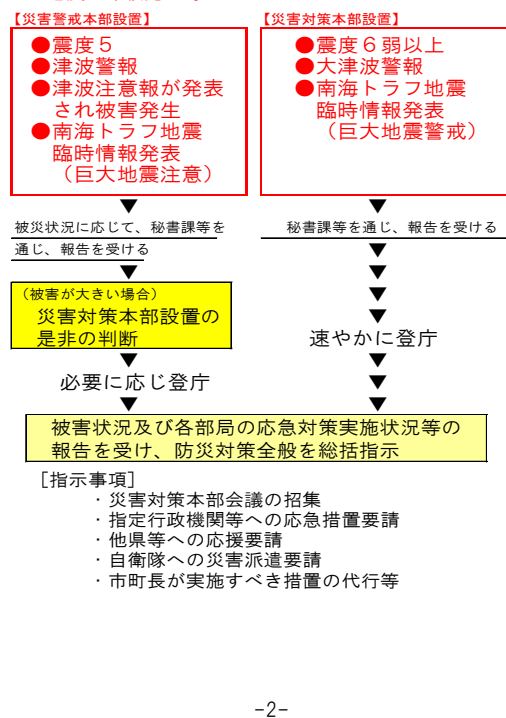 【災害警戒本部設置】
●震度５
●津波警報
●津波注意報が発表
され被害発生
●南海トラフ地震
臨時情報発表
（巨大地震注意）
▼
被災状況に応じて、秘書課等を
通じ、報告を受ける
▼
（被害が大きい場合）
災害対策本部設置の
是非の判断
▼
必要に応じ登庁
▼
【災害対策本部設置】
●震度６弱以上
●大津波警報
●南海トラフ地震
臨時情報発表
（巨大地震警戒）
▼
秘書課等を通じ、報告を受ける
▼
▼
▼
▼
速やかに登庁
▼
▼
▼
被害状況及び各部局の応急対策実施状況等の
報告を受け、防災対策全般を総括指示
［指示事項］
・災害対策本部会議の招集
・指定行政機関等への応急措置要請
・他県等への応援要請
・自衛隊への災害派遣要請
・市町長が実施すべき措置の代行等
-2-